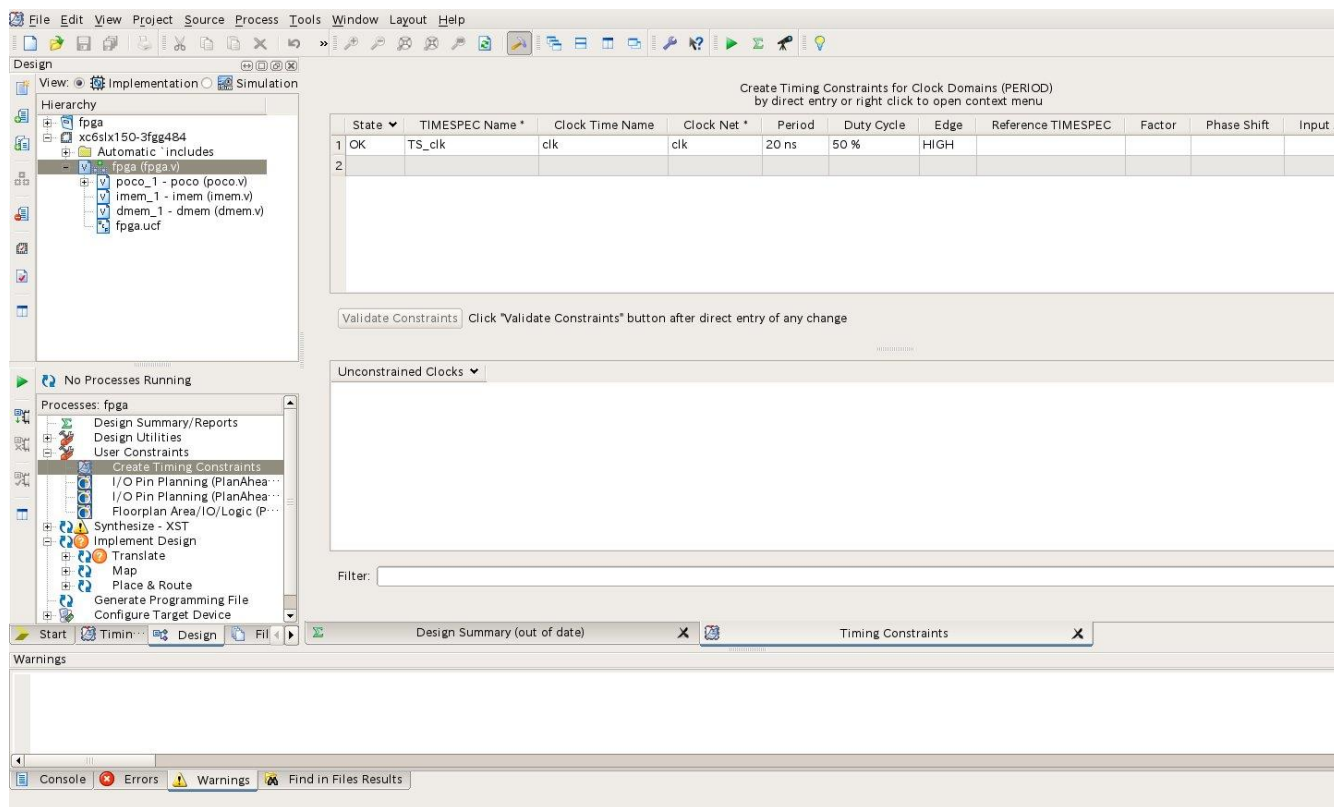 File Edit View Project Source Process Tools Window Layout Help
Design
View: Implementation Simulation
Hierarchy
fpga
xc6slx150-3fgg484
Automatic `includes
fpga (fpga.v)
poco_1 - poco (poco.v)
imem_1 - imem (imem.v)
dmem_1 - dmem (dmem.v)
fpga.ucf
No Processes Running
Processes: fpga
Design Summary/Reports
Design Utilities
User Constraints
Create Timing Constraints
I/O Pin Planning (PlanAhea···
I/O Pin Planning (PlanAhea···
Floorplan Area/IO/Logic (P···
Synthesize - XST
Implement Design
Translate
Map
Place & Route
Generate Programming File
Configure Target Device
Start Timin··· Design Fil
Create Timing Constraints for Clock Domains (PERIOD)
by direct entry or right click to open context menu
State TIMESPEC Name * Clock Time Name Clock Net * Period Duty Cycle Edge Reference TIMESPEC Factor Phase Shift Input
1 OK TS_clk clk clk 20 ns 50 % HIGH
2
Validate Constraints Click "Validate Constraints" button after direct entry of any change
Unconstrained Clocks
Filter:
Design Summary (out of date) Timing Constraints
Warnings
Console Errors Warnings Find in Files Results